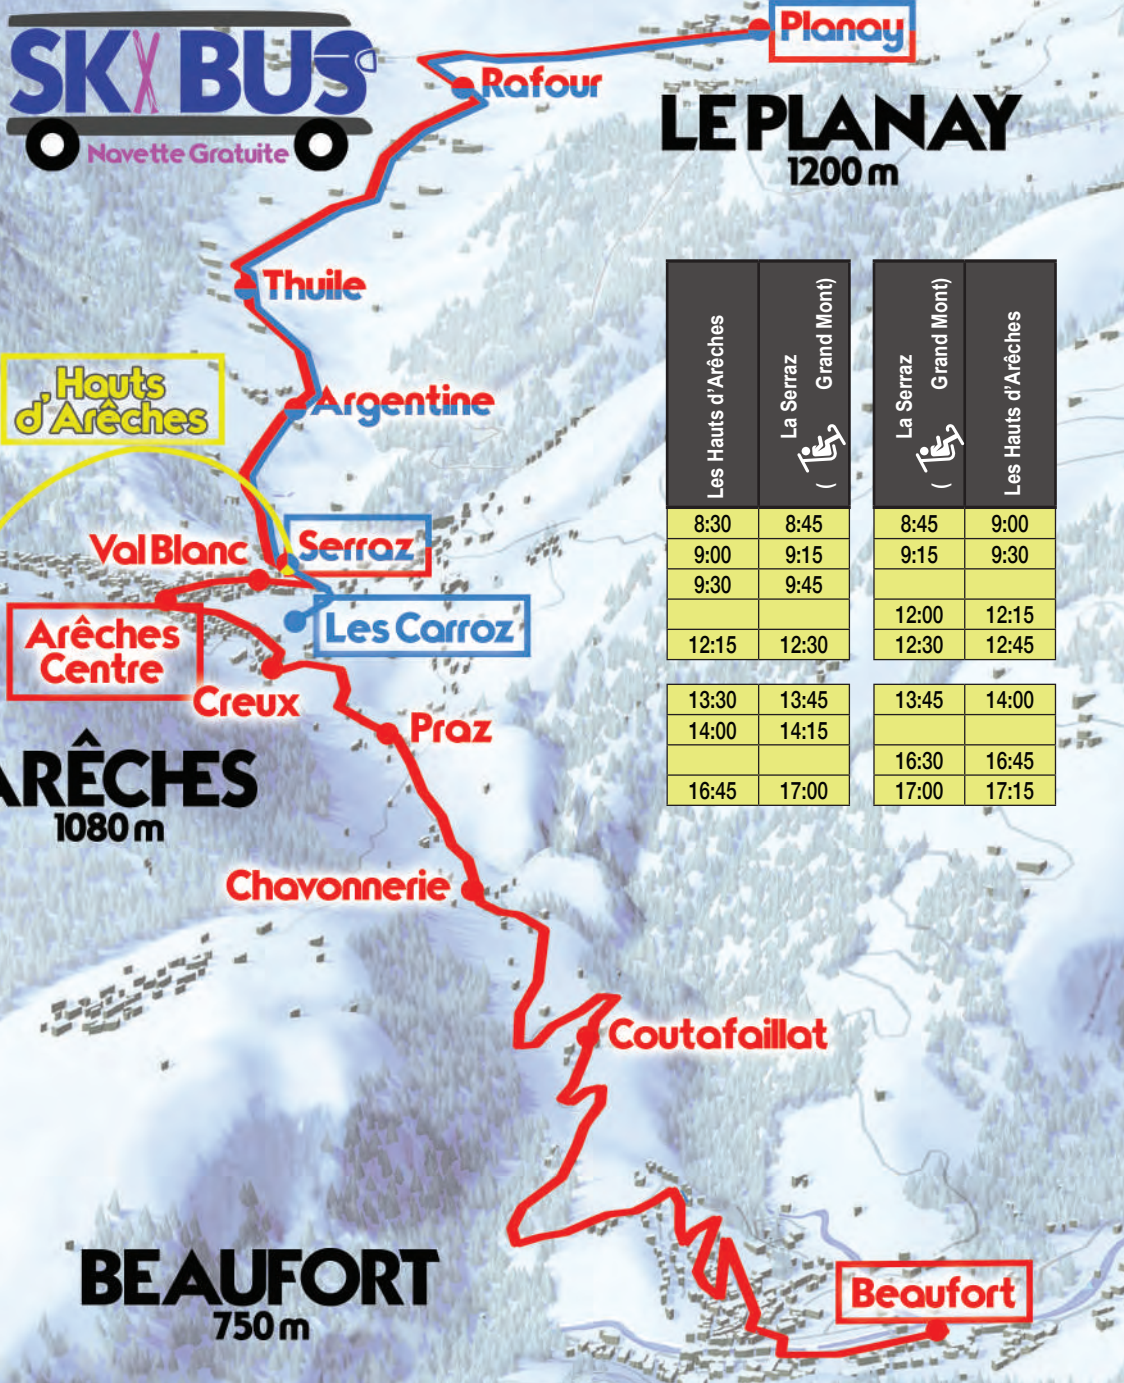 SKI BUS
Navette Gratuite
Planay
Rafour
LE PLANAY
1200 m
Thuile
Hauts
d'Arêches
Argentine
Val Blanc
Serraz
Les Carroz
Arêches
Centre
Creux
Praz
ARÊCHES
1080 m
Chavonnerie
Coutafaillat
BEAUFORT
750 m
Beaufort
Les Hauts d'Arêches
La Serraz
( Grand Mont)
La Serraz
( Grand Mont)
Les Hauts d'Arêches
8:30 8:45 8:45 9:00
9:00 9:15 9:15 9:30
9:30 9:45
12:00 12:15
12:15 12:30 12:30 12:45
13:30 13:45 13:45 14:00
14:00 14:15
16:30 16:45
16:45 17:00 17:00 17:15